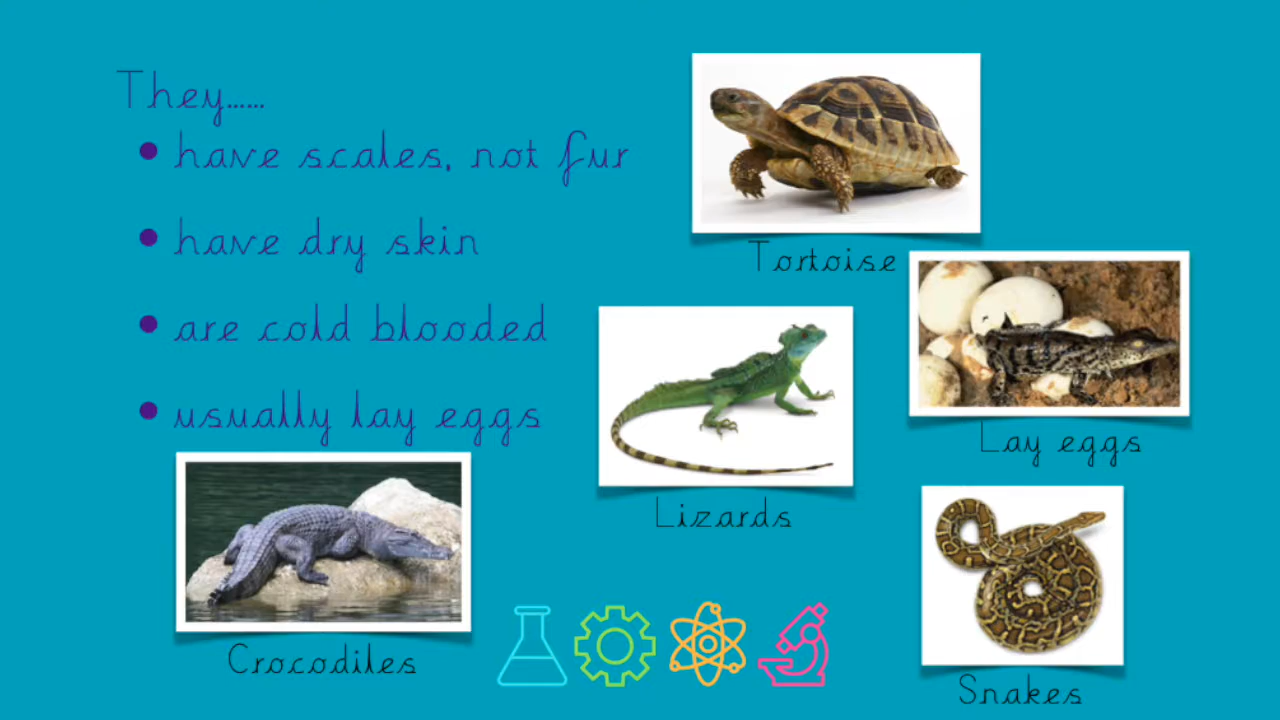 They......
• have scales, not fur
• have dry skin
• are cold blooded
• usually lay eggs
Tortoise
Lay eggs
Lizards
Crocodiles
Snakes